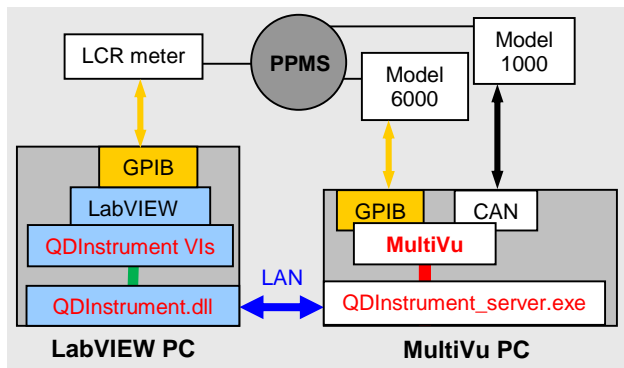 LCR meter
PPMS
Model
6000
Model
1000
GPIB
LabVIEW
QDInstrument VIs
QDInstrument.dll
LAN
GPIB
CAN
MultiVu
QDInstrument_server.exe
LabVIEW PC
MultiVu PC